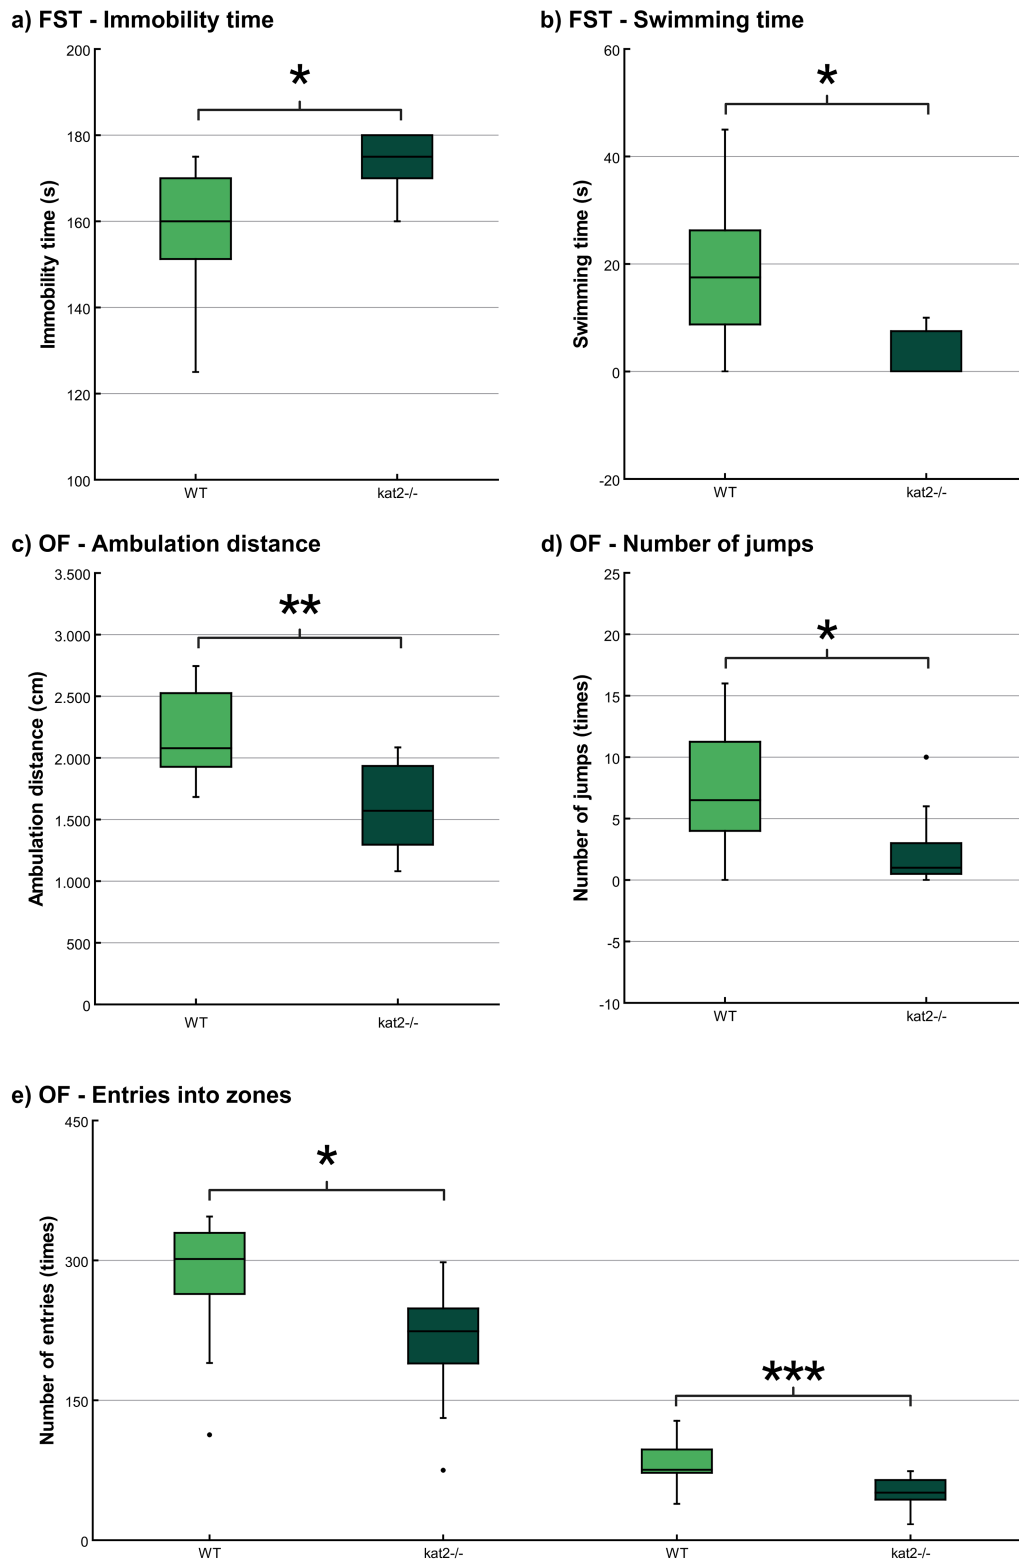 a) FST - Immobility time
200
180
160
140
120
100
Immobility time (s)
*
WT
kat2-/-
b) FST - Swimming time
60
40
20
0
-20
Swimming time (s)
*
WT
kat2-/-
c) OF - Ambulation distance
3.500
3.000
2.500
2.000
1.500
1.000
500
0
Ambulation distance (cm)
**
WT
kat2-/-
d) OF - Number of jumps
25
20
15
10
5
0
-5
-10
Number of jumps (times)
*
WT
kat2-/-
e) OF - Entries into zones
450
300
150
0
Number of entries (times)
*
***
WT
kat2-/-
WT
kat2-/-